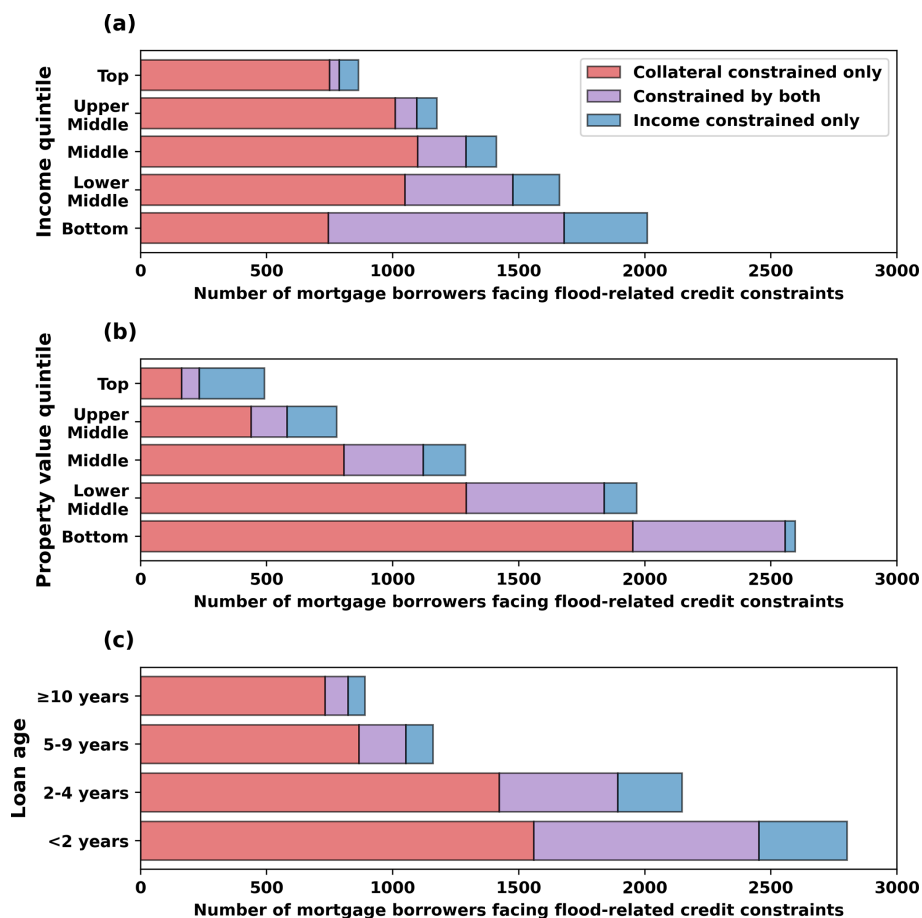 (a)
Income quintile
Top
Upper
Middle
Middle
Lower
Middle
Bottom
Collateral constrained only
Constrained by both
Income constrained only
0 500 1000 1500 2000 2500 3000
Number of mortgage borrowers facing flood-related credit constraints
(b)
Property value quintile
Top
Upper
Middle
Middle
Lower
Middle
Bottom
0 500 1000 1500 2000 2500 3000
Number of mortgage borrowers facing flood-related credit constraints
(c)
Loan age
≥10 years
5-9 years
2-4 years
<2 years
0 500 1000 1500 2000 2500 3000
Number of mortgage borrowers facing flood-related credit constraints